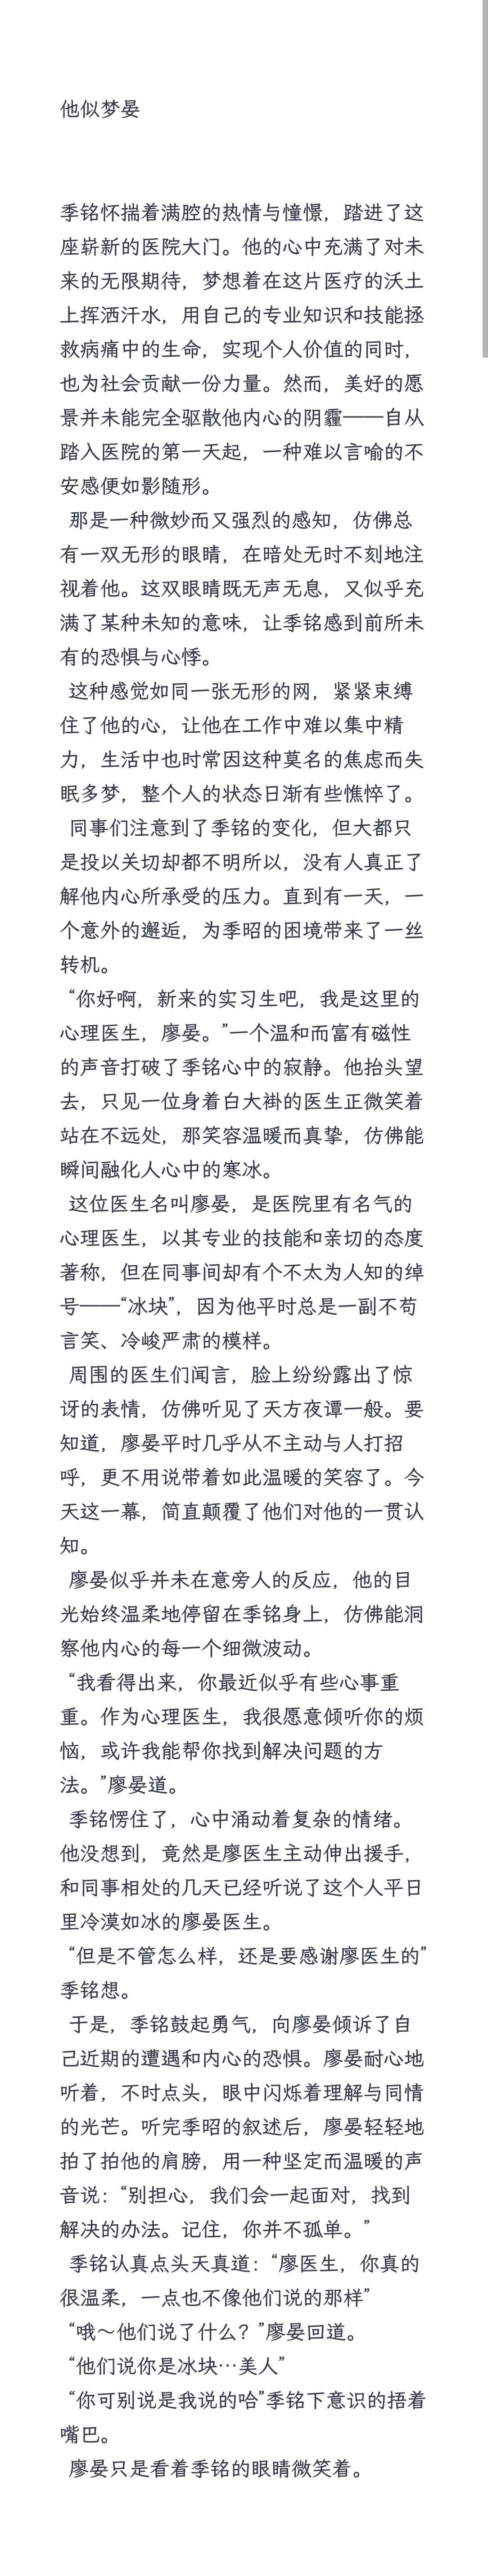 他似梦晏
季铭怀揣着满腔的热情与憧憬，踏进了这
座崭新的医院大门。他的心中充满了对未
来的无限期待，梦想着在这片医疗的沃土
上挥洒汗水，用自己的专业知识和技能拯
救病痛中的生命，实现个人价值的同时，
也为社会贡献一份力量。然而，美好的愿
景并未能完全驱散他内心的阴霾——自从
踏入医院的第一天起，一种难以言喻的不
安感便如影随形。
那是一种微妙而又强烈的感知，仿佛总
有一双无形的眼睛，在暗处无时不刻地注
视着他。这双眼睛既无声无息，又似乎充
满了某种未知的意味，让季铭感到前所未
有的恐惧与心悸。
这种感觉如同一张无形的网，紧紧束缚
住了他的心，让他在工作中难以集中精
力，生活中也时常因这种莫名的焦虑而失
眠多梦，整个人的状态日渐有些憔悴了。
同事们注意到了季铭的变化，但大都只
是投以关切却都不明所以，没有人真正了
解他内心所承受的压力。直到有一天，一
个意外的邂逅，为季昭的困境带来了一丝
转机。
“你好啊，新来的实习生吧，我是这里的
心理医生，廖晏。”一个温和而富有磁性
的声音打破了季铭心中的寂静。他抬头望
去，只见一位身着白大褂的医生正微笑着
站在不远处，那笑容温暖而真挚，仿佛能
瞬间融化人心中的寒冰。
这位医生名叫廖晏，是医院里有名气的
心理医生，以其专业的技能和亲切的态度
著称，但在同事间却有个不太为人知的绰
号——“冰块”，因为他平时总是一副不苟
言笑、冷峻严肃的模样。
周围的医生们闻言，脸上纷纷露出了惊
讶的表情，仿佛听见了天方夜谭一般。要
知道，廖晏平时几乎从不主动与人打招
呼，更不用说带着如此温暖的笑容了。今
天这一幕，简直颠覆了他们对他的一贯认
知。
廖晏似乎并未在意旁人的反应，他的目
光始终温柔地停留在季铭身上，仿佛能洞
察他内心的每一个细微波动。
“我看得出来，你最近似乎有些心事重
重。作为心理医生，我很愿意倾听你的烦
恼，或许我能帮你找到解决问题的方
法。”廖晏道。
季铭愣住了，心中涌动着复杂的情绪。
他没想到，竟然是廖医生主动伸出援手，
和同事相处的几天已经听说了这个人平日
里冷漠如冰的廖晏医生。
“但是不管怎么样，还是要感谢廖医生的”
季铭想。
于是，季铭鼓起勇气，向廖晏倾诉了自
己近期的遭遇和内心的恐惧。廖晏耐心地
听着，不时点头，眼中闪烁着理解与同情
的光芒。听完季昭的叙述后，廖晏轻轻地
拍了拍他的肩膀，用一种坚定而温暖的声
音说：“别担心，我们会一起面对，找到
解决的办法。记住，你并不孤单。”
季铭认真点头天真道：“廖医生，你真的
很温柔，一点也不像他们说的那样”
“哦～他们说了什么？”廖晏回道。
“他们说你是冰块…美人”
“你可别说是我说的哈”季铭下意识的捂着
嘴巴。
廖晏只是看着季铭的眼睛微笑着。